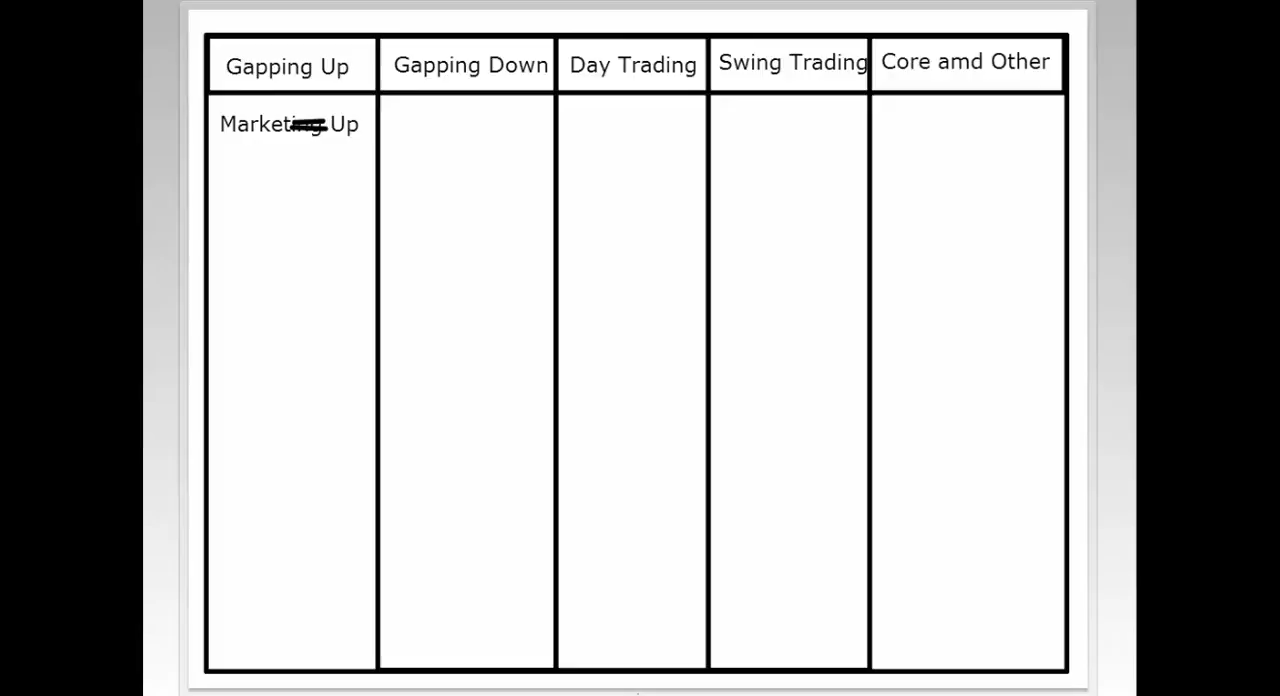 Gapping Up
Gapping Down
Day Trading
Swing Trading
Core amd Other
Marketing Up